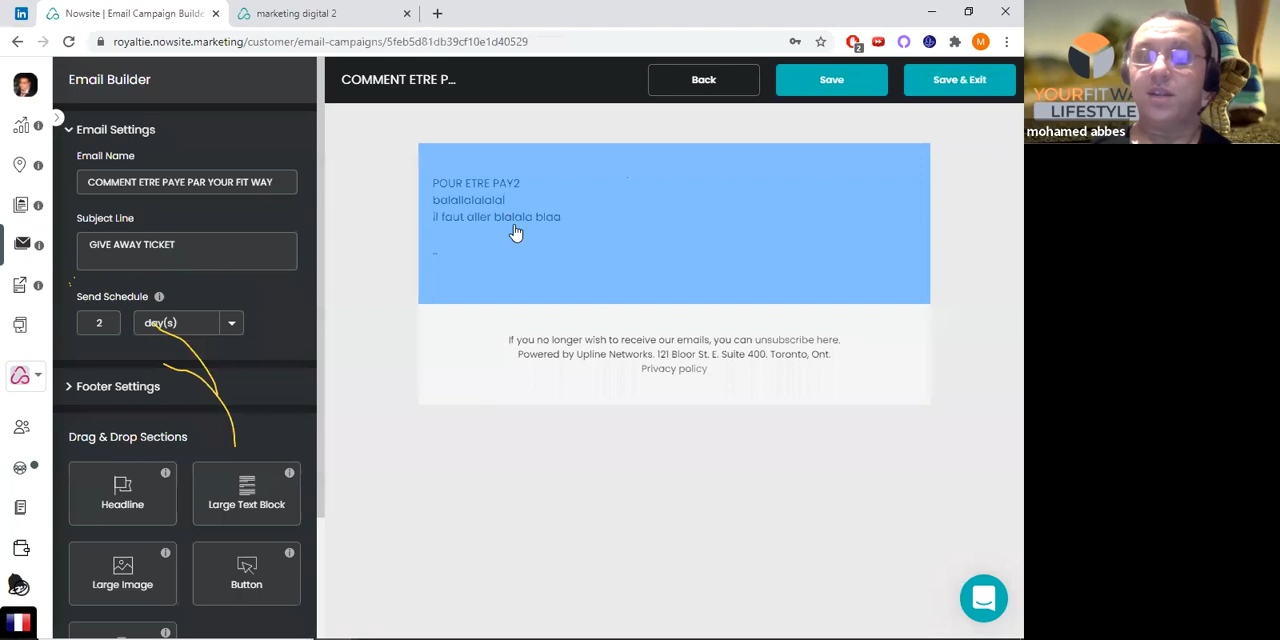 Nowsite | Email Campaign Builde
marketing digital 2
royaltie.nowsite.marketing/customer/email-campaigns/5feb5d81db39cf10e1d40529
2
M
Email Builder
COMMENT ETRE P...
Back
Save
Save & Exit
YOURFITWA
LIFESTYLE
mohamed abbes
Email Settings
Email Name
COMMENT ETRE PAYE PAR YOUR FIT WAY
Subject Line
GIVE AWAY TICKET
Send Schedule
2
day(s)
Footer Settings
Drag & Drop Sections
Headline
Large Text Block
Large Image
Button
POUR ETRE PAY2
balallalalalal
il faut aller blalala blaa
..
If you no longer wish to receive our emails, you can unsubscribe here.
Powered by Upline Networks. 121 Bloor St. E. Suite 400. Toronto, Ont.
Privacy policy